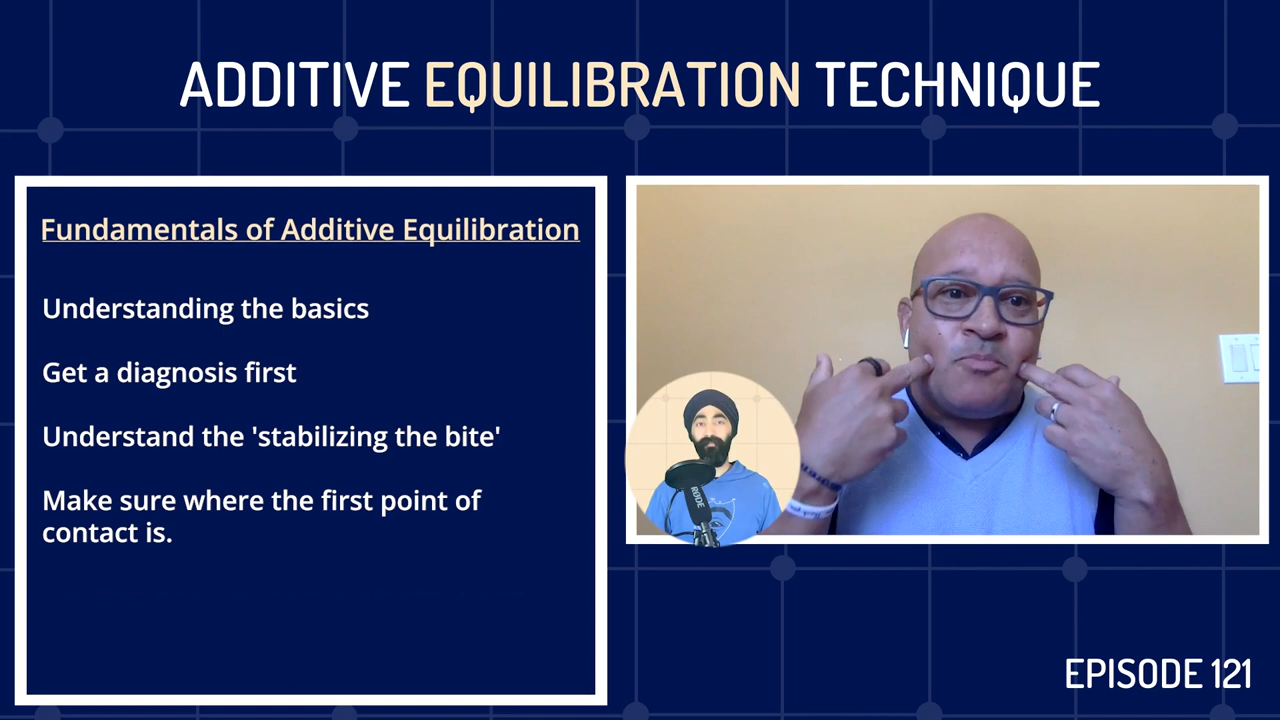 ADDITIVE EQUILIBRATION TECHNIQUE
Fundamentals of Additive Equilibration
Understanding the basics
Get a diagnosis first
Understand the 'stabilizing the bite'
Make sure where the first point of
contact is.
RØDE
EPISODE 121